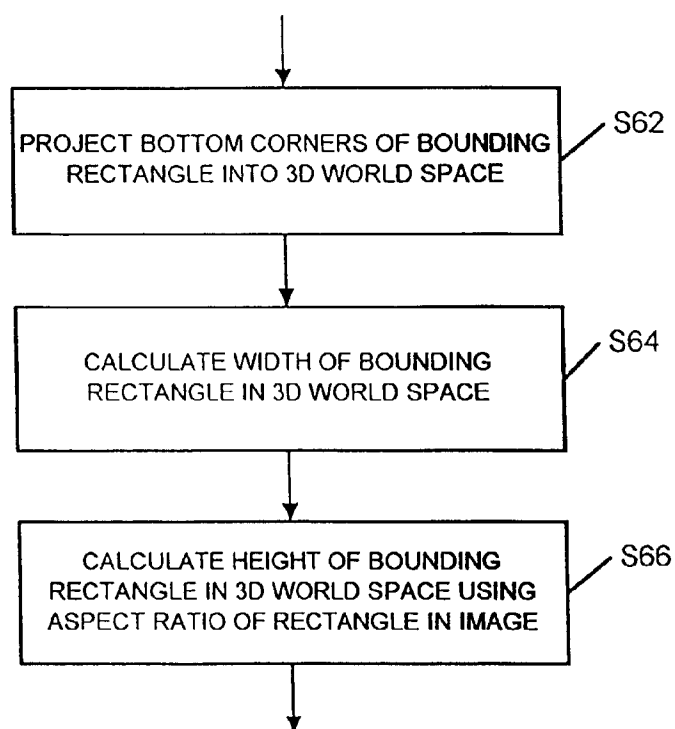 PROJECT BOTTOM CORNERS OF BOUNDING
RECTANGLE INTO 3D WORLD SPACE
S62
CALCULATE WIDTH OF BOUNDING
RECTANGLE IN 3D WORLD SPACE
S64
CALCULATE HEIGHT OF BOUNDING
RECTANGLE IN 3D WORLD SPACE USING
ASPECT RATIO OF RECTANGLE IN IMAGE
S66